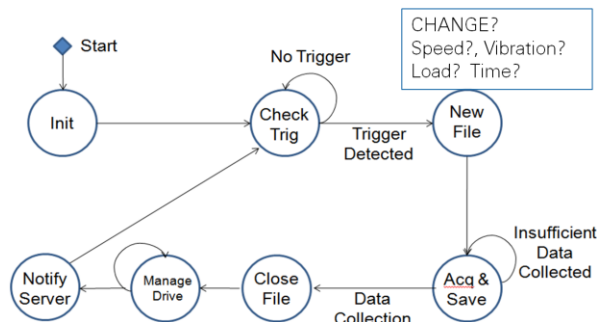 CHANGE?
Speed?, Vibration?
Load? Time?
Start
No Trigger
Init
Check
Trig
Trigger
Detected
New
File
Insufficient
Data
Collected
Notify
Server
Manage
Drive
Close
File
Data
Collection
Acq &
Save